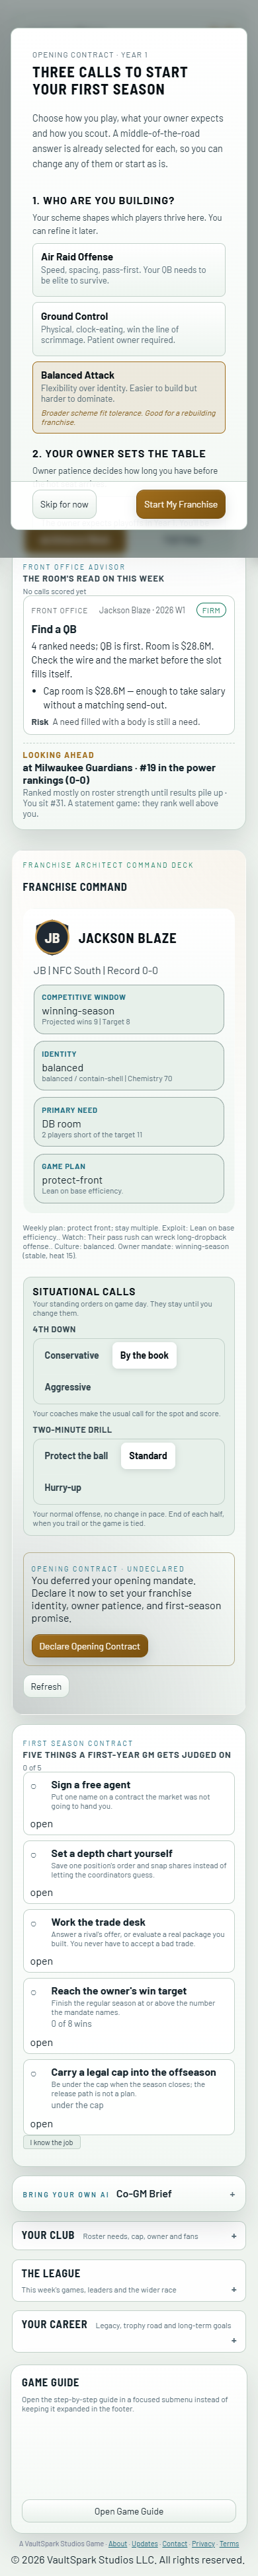 OPENING CONTRACT · YEAR 1
THREE CALLS TO START
YOUR FIRST SEASON
Choose how you play, what your owner expects
and how you scout. A middle-of-the-road
answer is already selected for each, so you can
change any of them or start as is.
1. WHO ARE YOU BUILDING?
Your scheme shapes which players thrive here. You
can refine it later.
Air Raid Offense
Speed, spacing, pass-first. Your QB needs to
be elite to survive.
Ground Control
Physical, clock-eating, win the line of
scrimmage. Patient owner required.
Balanced Attack
Flexibility over identity. Easier to build but
harder to dominate.
Broader scheme fit tolerance. Good for a rebuilding
franchise.
2. YOUR OWNER SETS THE TABLE
Owner patience decides how long you have before
Skip for now
Start My Franchise
FRONT OFFICE ADVISOR
THE ROOM'S READ ON THIS WEEK
No calls staged yet
FRONT OFFICE Jackson Blaze · 2026 W1 FIRM
Find a QB
4 ranked needs: QB is first. Room is $28.6M.
Check the wire and the market before the slot
fills itself.
• Cap room is $28.6M — enough to take salary
without a matching send-out.
Risk A need filled with a body is still a need.
LOOKING AHEAD
at Milwaukee Guardians · #19 in the power
rankings (0-0)
Ranked mostly on roster strength until results pile up ·
You sit #31. A statement game: they rank well above
you.
FRANCHISE ARCHITECT COMMAND DECK
FRANCHISE COMMAND
JB JACKSON BLAZE
JB | NFC South | Record 0-0
COMPETITIVE WINDOW
winning-season
Projected wins 9 | Target 8
IDENTITY
balanced
balanced / contain-shell | Chemistry 70
PRIMARY NEED
DB room
2 players short of the target 11
GAME PLAN
protect-front
Lean on base efficiency.
Weekly plan: protect front; stay multiple. Exploit: Lean on base
efficiency.. Watch: Their pass rush can wreck long-dropback
offense.. Culture: balanced. Owner mandate: winning-season
(stable, heat 15).
SITUATIONAL CALLS
Your standing orders on game day. They stay until you
change them.
4TH DOWN
Conservative By the book
Aggressive
Your coaches make the usual call for the spot and score.
TWO-MINUTE DRILL
Protect the ball Standard
Hurry-up
Your normal offense, no change in pace. End of each half,
when you trail or the game is tied.
OPENING CONTRACT · UNDECLARED
You deferred your opening mandate.
Declare it now to set your franchise
identity, owner patience, and first-season
promise.
Declare Opening Contract
Refresh
FIRST SEASON CONTRACT
FIVE THINGS A FIRST-YEAR GM GETS JUDGED ON
0 of 5
Sign a free agent
Put one name on a contract the market was not
going to hand you.
open
Set a depth chart yourself
Save one position's order and snap shares instead of
letting the coordinators guess.
open
Work the trade desk
Answer a rival's offer, or evaluate a real package you
built. You never have to accept a bad trade.
open
Reach the owner's win target
Finish the regular season at or above the number
the mandate names.
0 of 8 wins
open
Carry a legal cap into the offseason
Be under the cap when the season closes; the
release path is not a plan.
under the cap
open
I know the job
BRING YOUR OWN AI Co-GM Brief +
YOUR CLUB Roster needs, cap, owner and fans +
THE LEAGUE
This week's games, leaders and the wider race +
YOUR CAREER Legacy, trophy road and long-term goals
+
GAME GUIDE
Open the step-by-step guide in a focused submenu instead of
keeping it expanded in the footer.
Open Game Guide
A VaultSpark Studios Game · About · Updates · Contact · Privacy · Terms
© 2026 VaultSpark Studios LLC. All rights reserved.